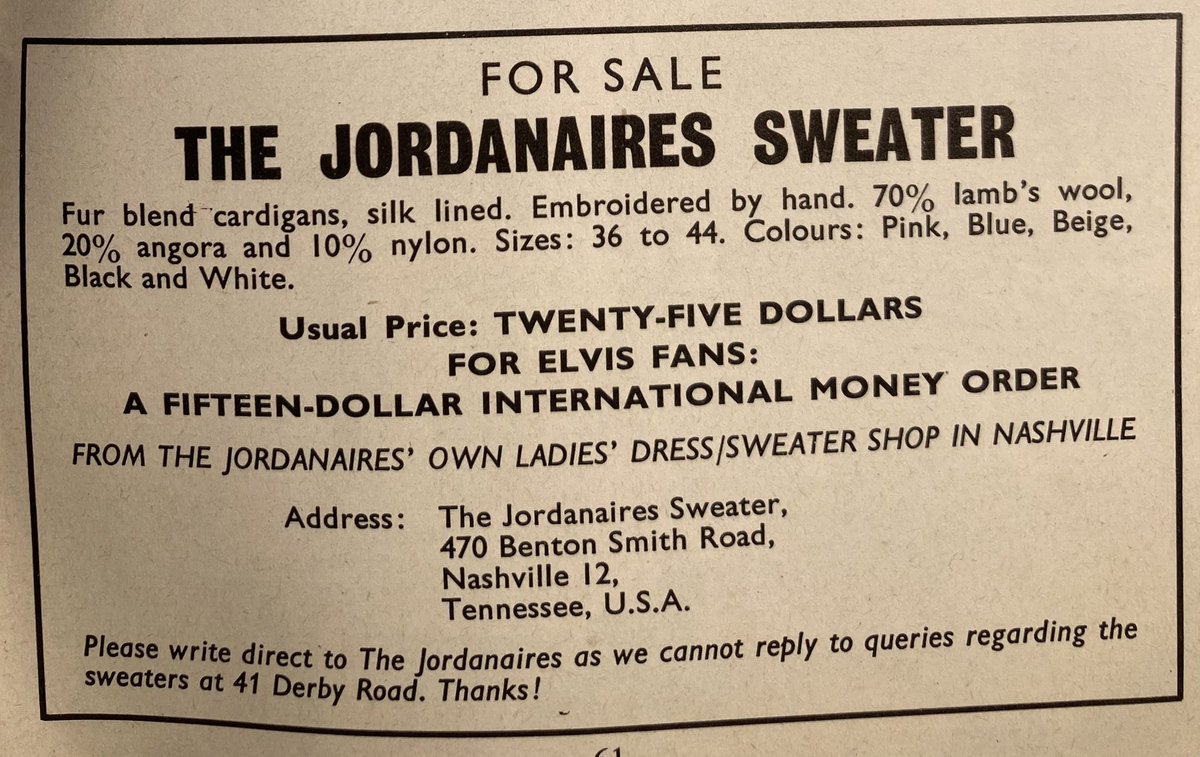 FOR SALE
THE JORDANAIRES SWEATER
Fur blend cardigans, silk lined. Embroidered by hand. 70% lamb's wool,
20% angora and 10% nylon. Sizes: 36 to 44. Colours: Pink, Blue, Beige,
Black and White.
Usual Price: TWENTY-FIVE DOLLARS
FOR ELVIS FANS:
A FIFTEEN-DOLLAR INTERNATIONAL MONEY ORDER
FROM THE JORDANAIRES' OWN LADIES' DRESS/SWEATER SHOP IN NASHVILLE
Address: The Jordanaires Sweater,
470 Benton Smith Road,
Nashville 12,
Tennessee, U.S.A.
Please write direct to The Jordanaires as we cannot reply to queries regarding the
sweaters at 41 Derby Road. Thanks!